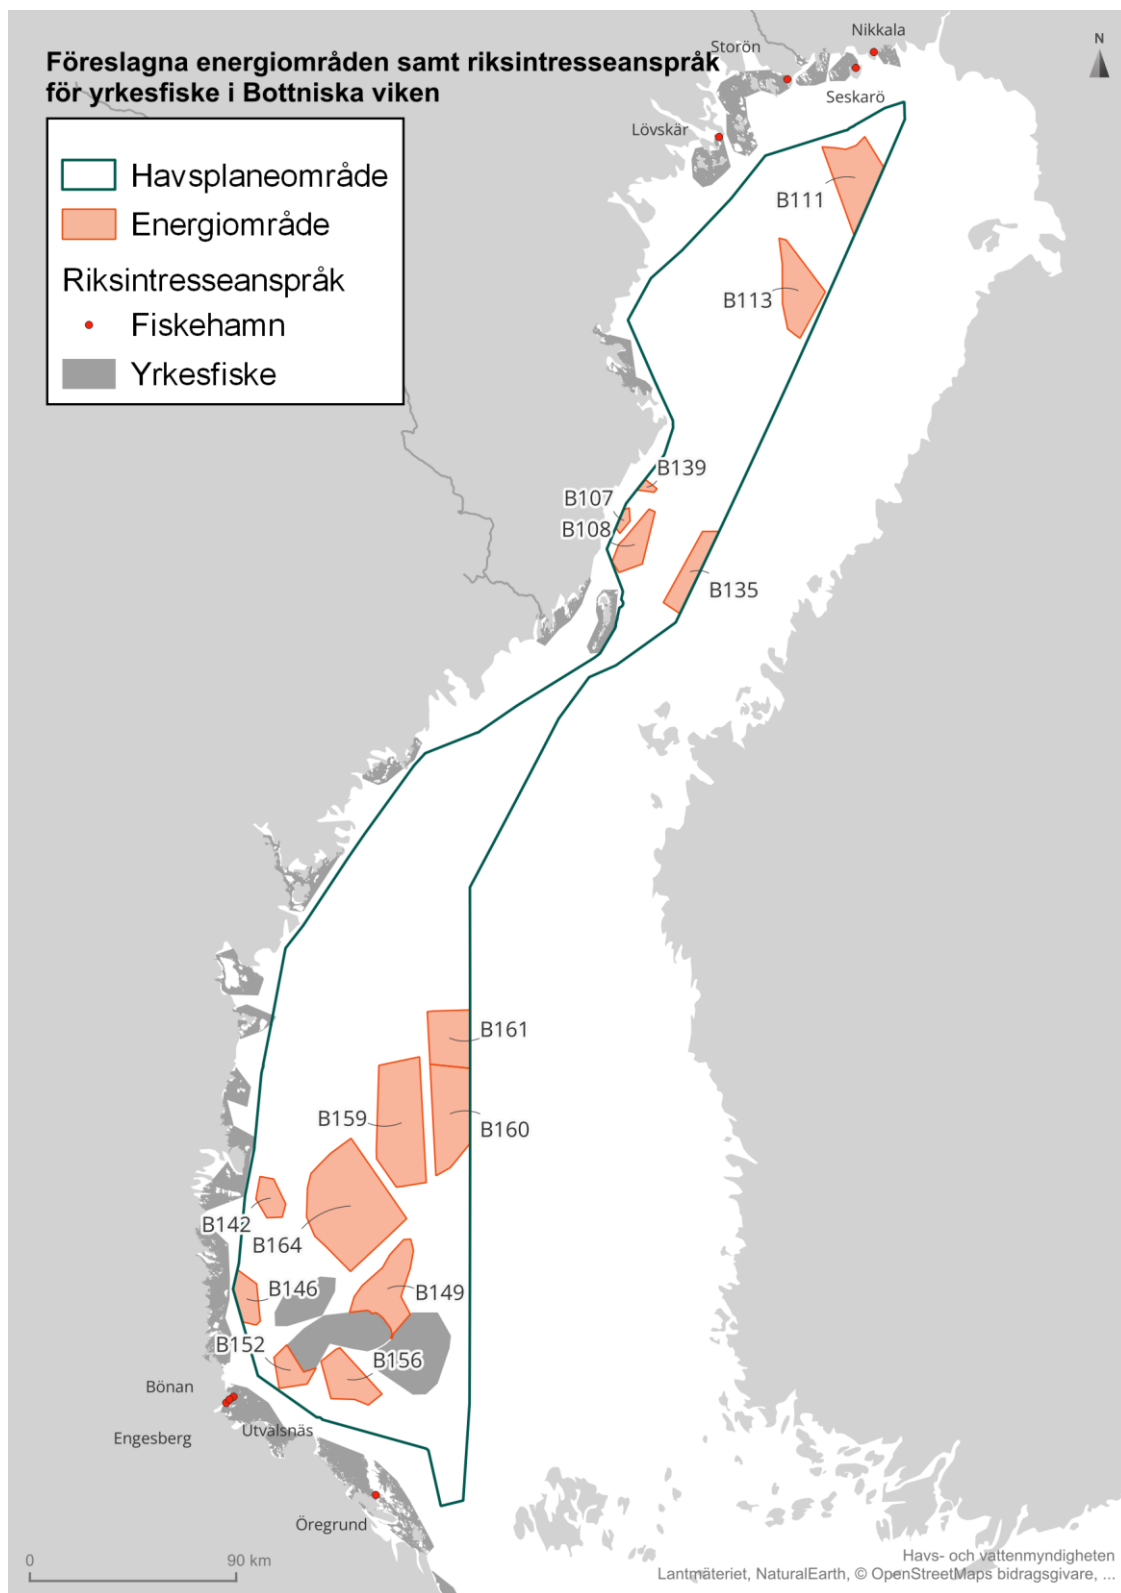 Föreslagna energiområden samt riksintresseanspråk
för yrkesfiske i Bottniska viken
Havsplaneområde
Energiområde
Riksintresseanspråk
Fiskehamn
Yrkesfiske
Nikkala
Storön
N
Seskarö
Lövskär
B111
B113
B139
B107
B108
B135
B161
B159
B160
B142
B164
B146
B149
B152
B156
Bönan
Utvalsnäs
Engesberg
Öregrund
0 90 km
Havs- och vattenmyndigheten
Lantmäteriet, NaturalEarth, © OpenStreetMaps bidragsgivare, ...